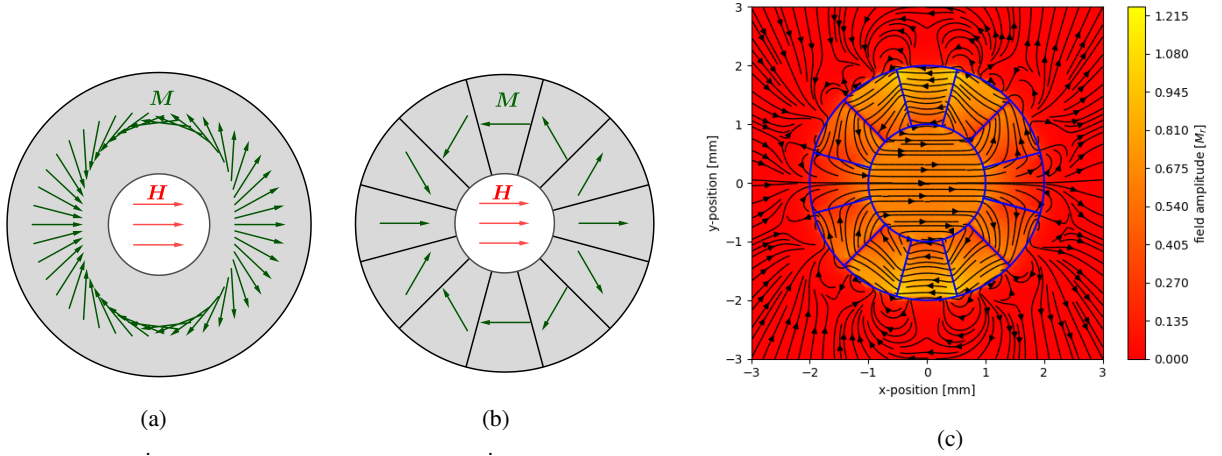 M
H
(a)
M
H
(b)
3
2
1
0
−1
−2
−3
y-position [mm]
−3 −2 −1 0 1 2 3
x-position [mm]
1.215
1.080
0.945
0.810
0.675
0.540
0.405
0.270
0.135
0.000
field amplitude [Mr]
(c)